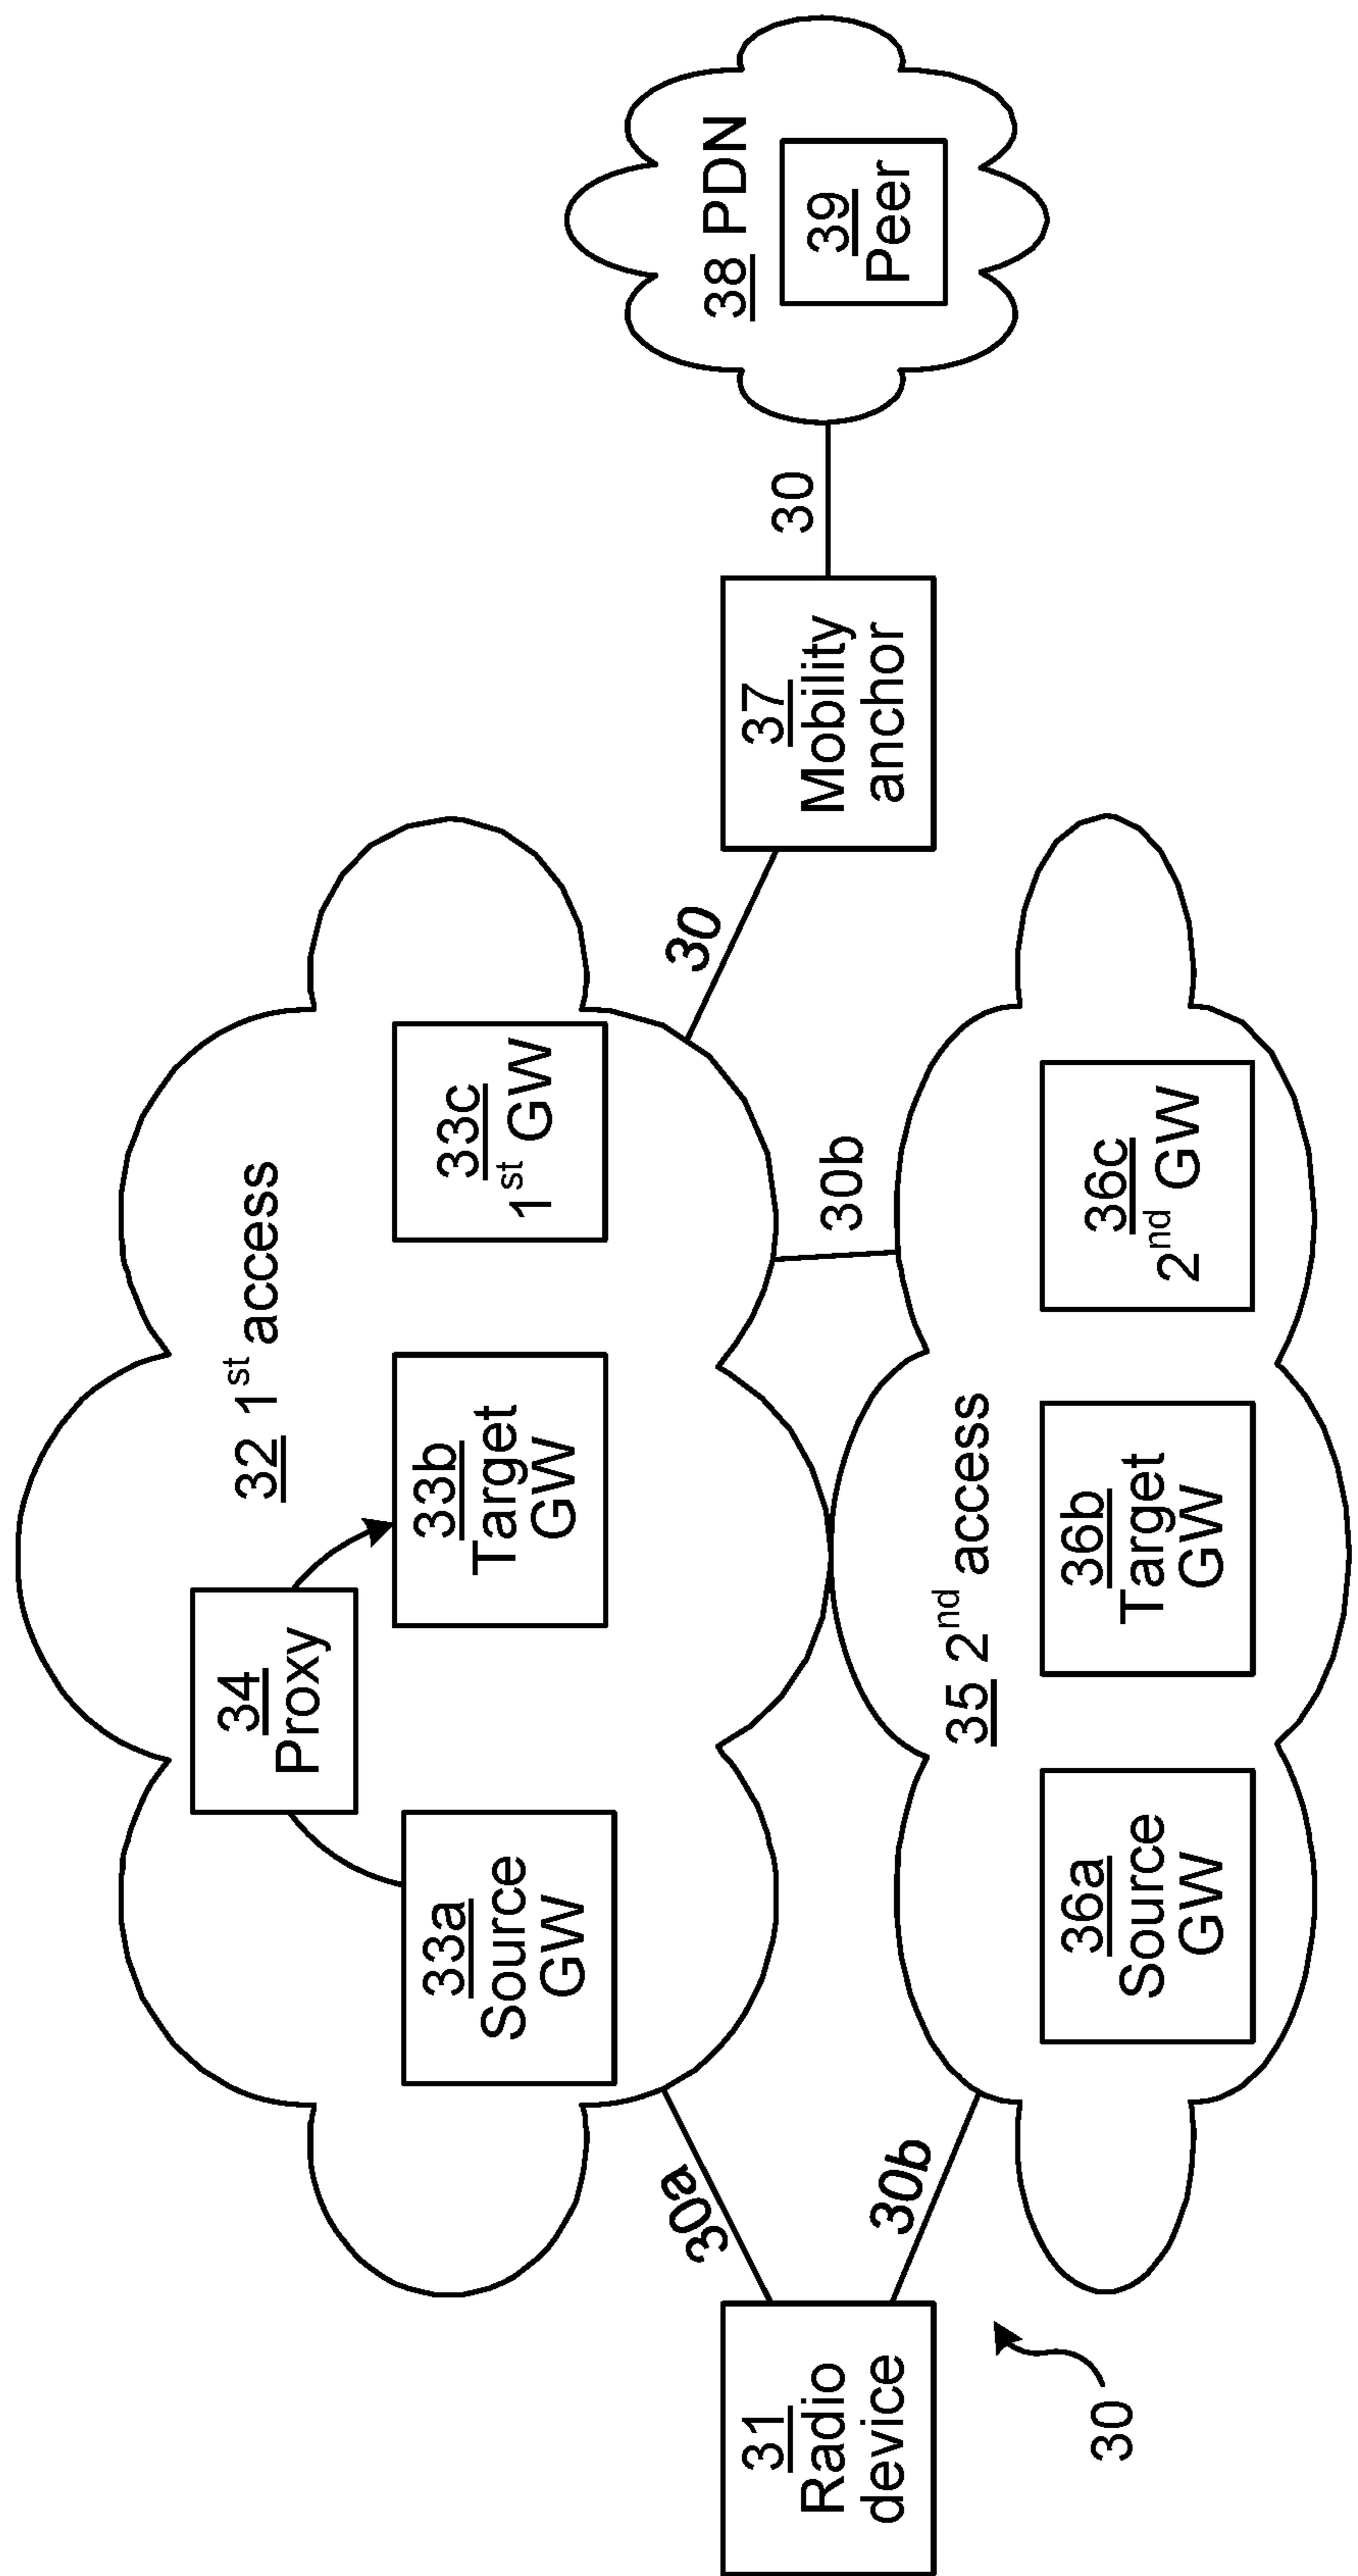 32 1st access
34
Proxy
33a
Source
GW
33b
Target
GW
33c
1st GW
30a
30b
30
30b
31
Radio
device
30
37
Mobility
anchor
30
38 PDN
39
Peer
35 2nd access
36a
Source
GW
36b
Target
GW
36c
2nd GW